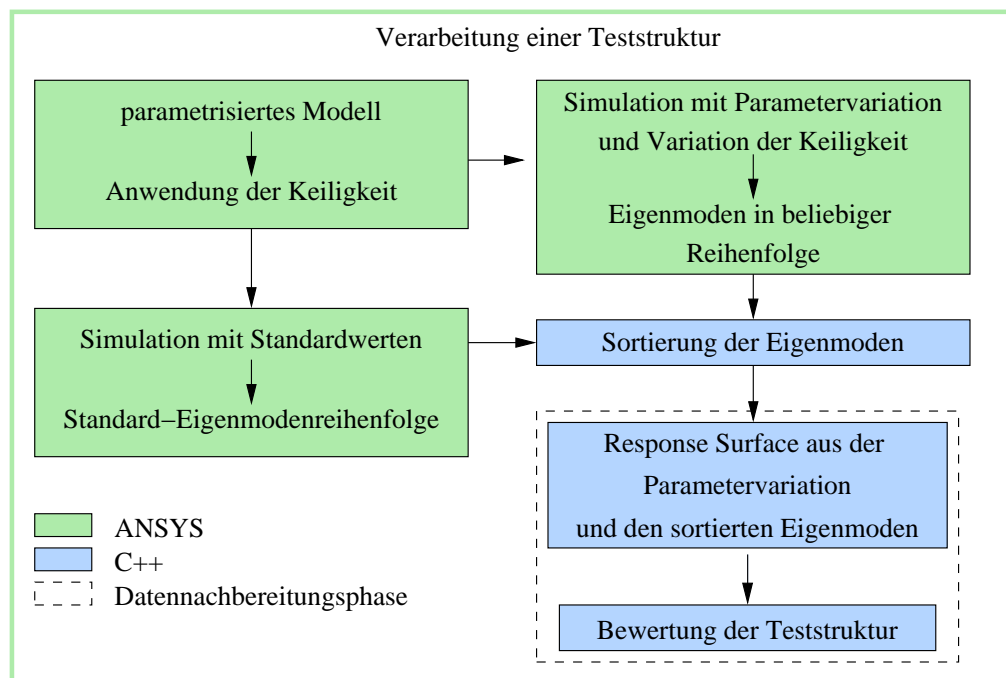 Verarbeitung einer Teststruktur
parametrisiertes Modell
Anwendung der Keiligkeit
Simulation mit Parametervariation
und Variation der Keiligkeit
Eigenmoden in beliebiger
Reihenfolge
Simulation mit Standardwerten
Standard−Eigenmodenreihenfolge
Sortierung der Eigenmoden
Response Surface aus der
Parametervariation
und den sortierten Eigenmoden
Bewertung der Teststruktur
ANSYS
C++
Datennachbereitungsphase